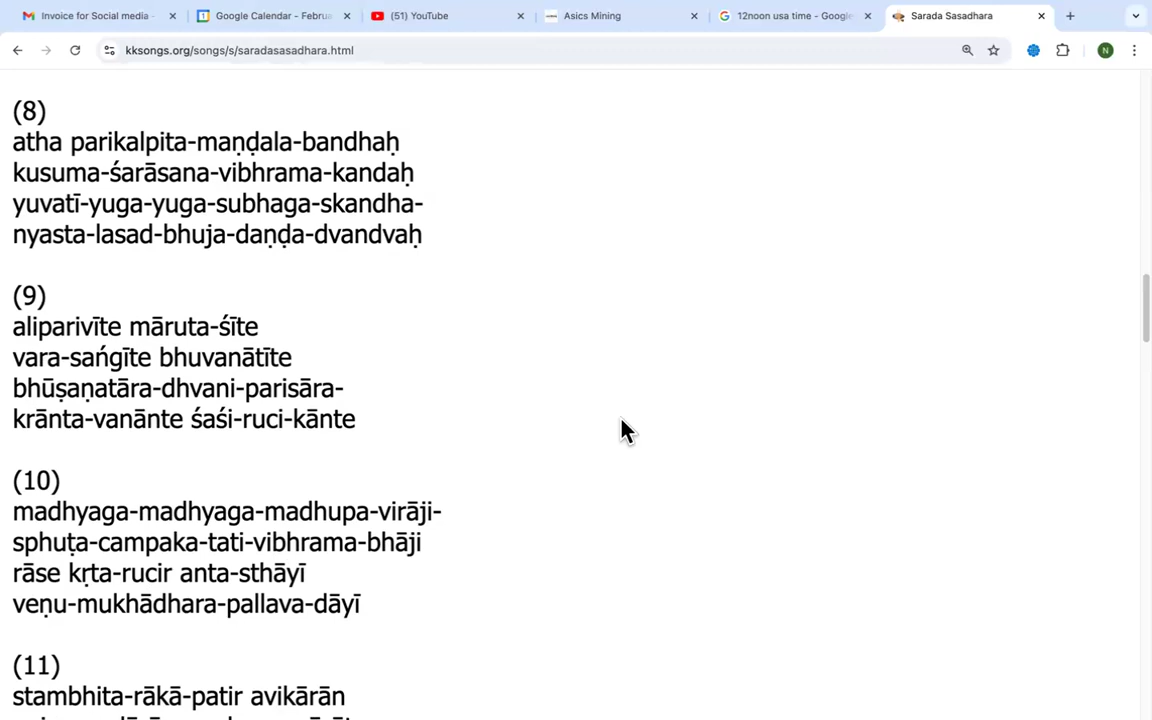 Invoice for Social media -
Google Calendar - Februa
(51) YouTube
Asics Mining
12noon usa time - Google
Sarada Sasadhara
kksongs.org/songs/s/saradasasadhara.html
N
(8)
atha parikalpita-maṇḍala-bandhaḥ
kusuma-śarāsana-vibhrama-kandaḥ
yuvatī-yuga-yuga-subhaga-skandha-
nyasta-lasad-bhuja-daṇḍa-dvandvaḥ
(9)
aliparivīte māruta-śīte
vara-sańgīte bhuvanātīte
bhūṣaṇatāra-dhvani-parisāra-
krānta-vanānte śaśi-ruci-kānte
(10)
madhyaga-madhyaga-madhupa-virāji-
sphuṭa-campaka-tati-vibhrama-bhāji
rāse kṛta-rucir anta-sthāyī
veṇu-mukhādhara-pallava-dāyī
(11)
stambhita-rākā-patir avikārān